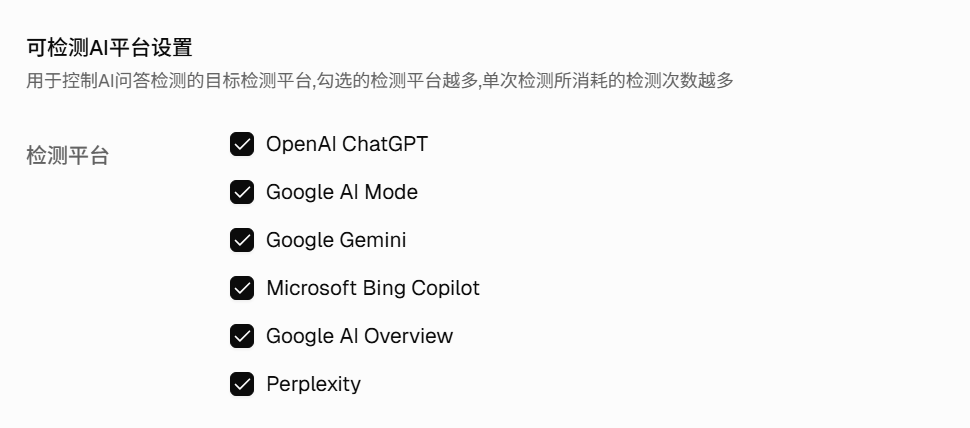 可检测AI平台设置
用于控制AI问答检测的目标检测平台,勾选的检测平台越多,单次检测所消耗的检测次数越多
检测平台
OpenAI ChatGPT
Google AI Mode
Google Gemini
Microsoft Bing Copilot
Google AI Overview
Perplexity